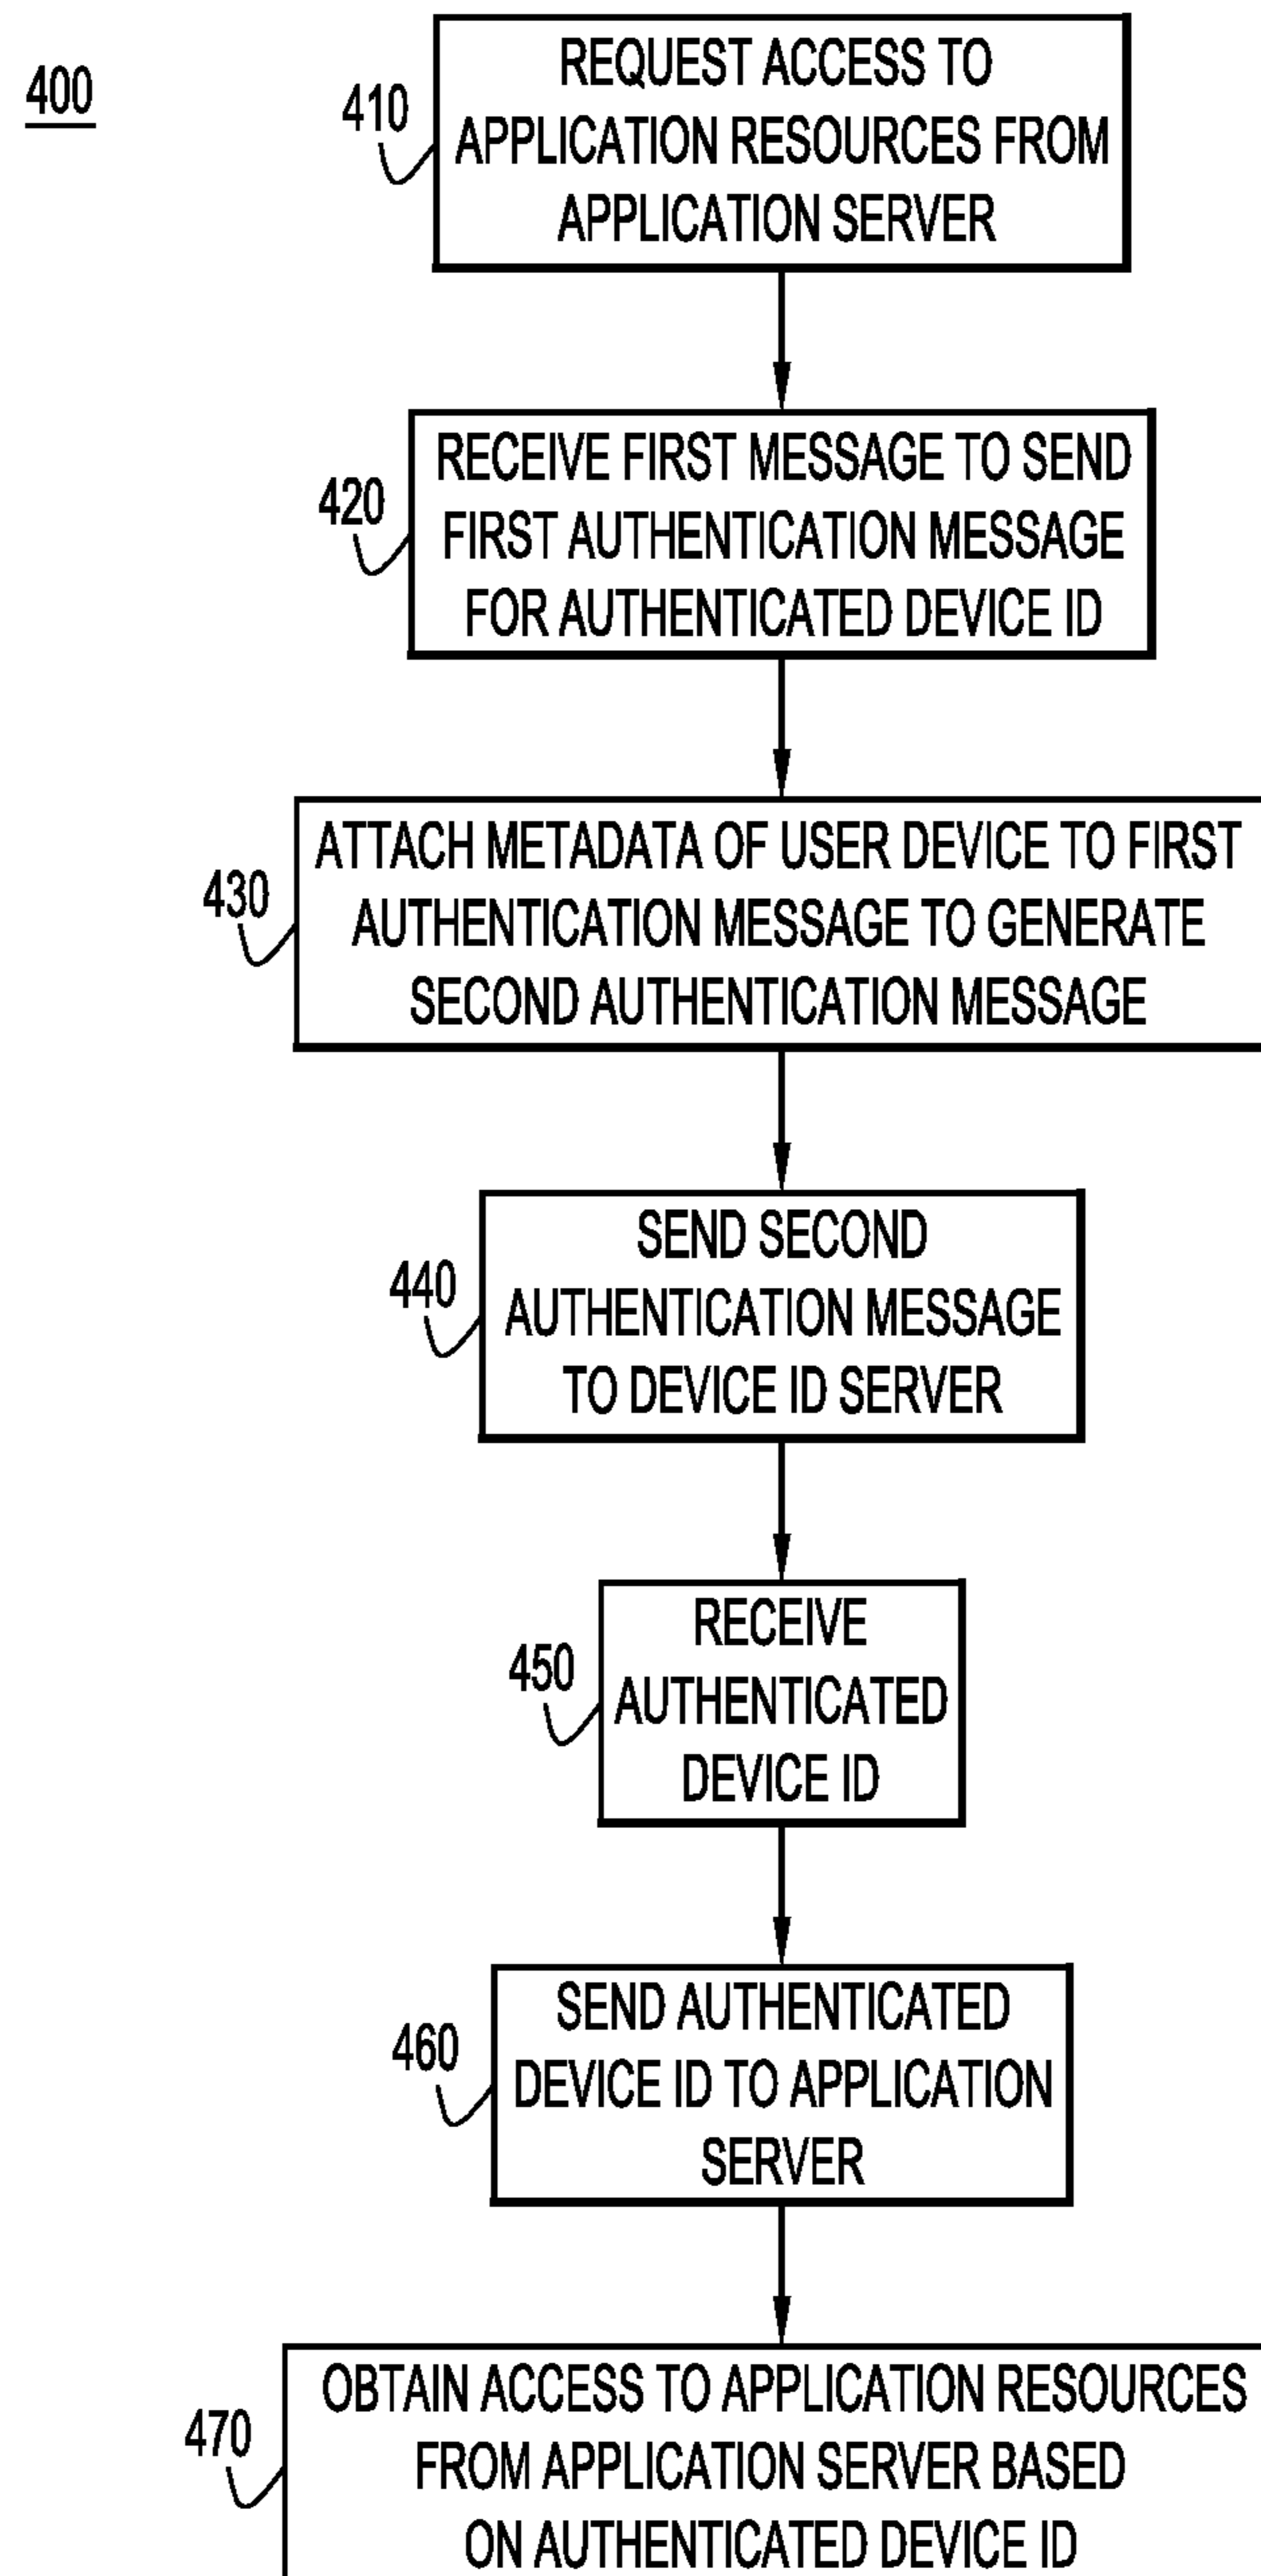 400
410
REQUEST ACCESS TO
APPLICATION RESOURCES FROM
APPLICATION SERVER
420
RECEIVE FIRST MESSAGE TO SEND
FIRST AUTHENTICATION MESSAGE
FOR AUTHENTICATED DEVICE ID
430
ATTACH METADATA OF USER DEVICE TO FIRST
AUTHENTICATION MESSAGE TO GENERATE
SECOND AUTHENTICATION MESSAGE
440
SEND SECOND
AUTHENTICATION MESSAGE
TO DEVICE ID SERVER
450
RECEIVE
AUTHENTICATED
DEVICE ID
460
SEND AUTHENTICATED
DEVICE ID TO APPLICATION
SERVER
470
OBTAIN ACCESS TO APPLICATION RESOURCES
FROM APPLICATION SERVER BASED
ON AUTHENTICATED DEVICE ID